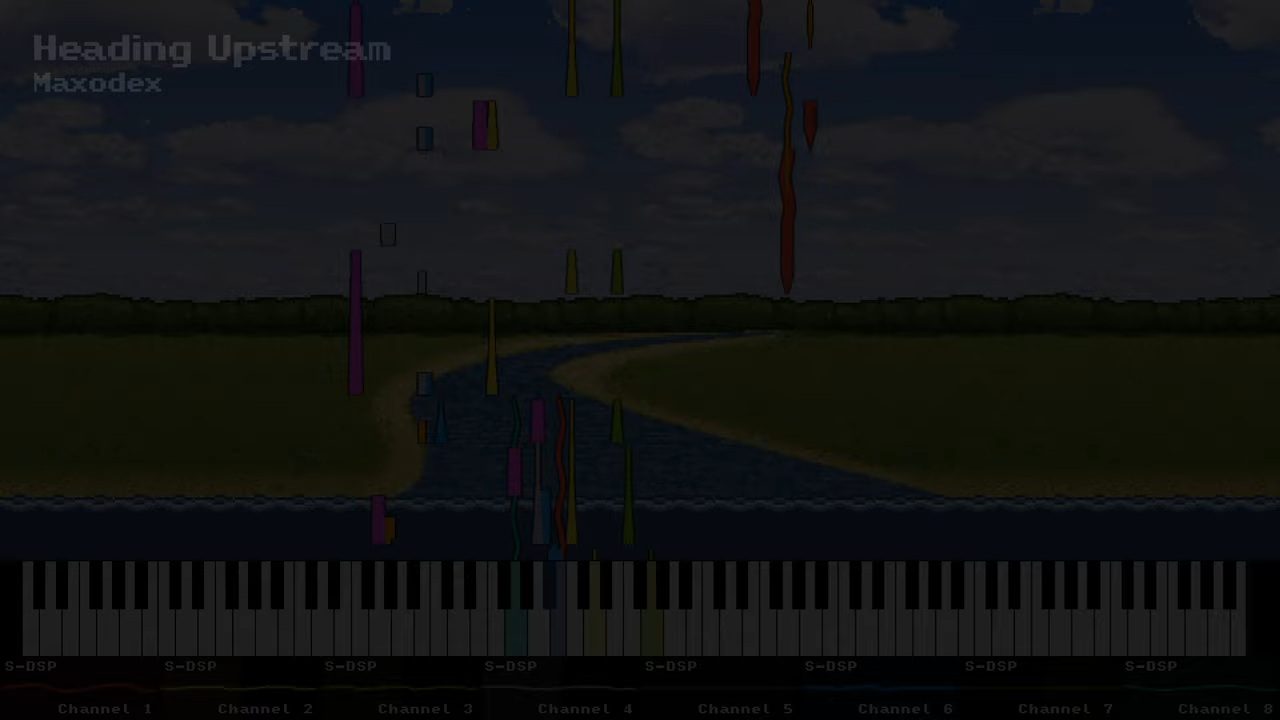 Heading Upstream
Maxodex
S-DSP S-DSP S-DSP S-DSP S-DSP S-DSP S-DSP S-DSP
Channel 1 Channel 2 Channel 3 Channel 4 Channel 5 Channel 6 Channel 7 Channel 8